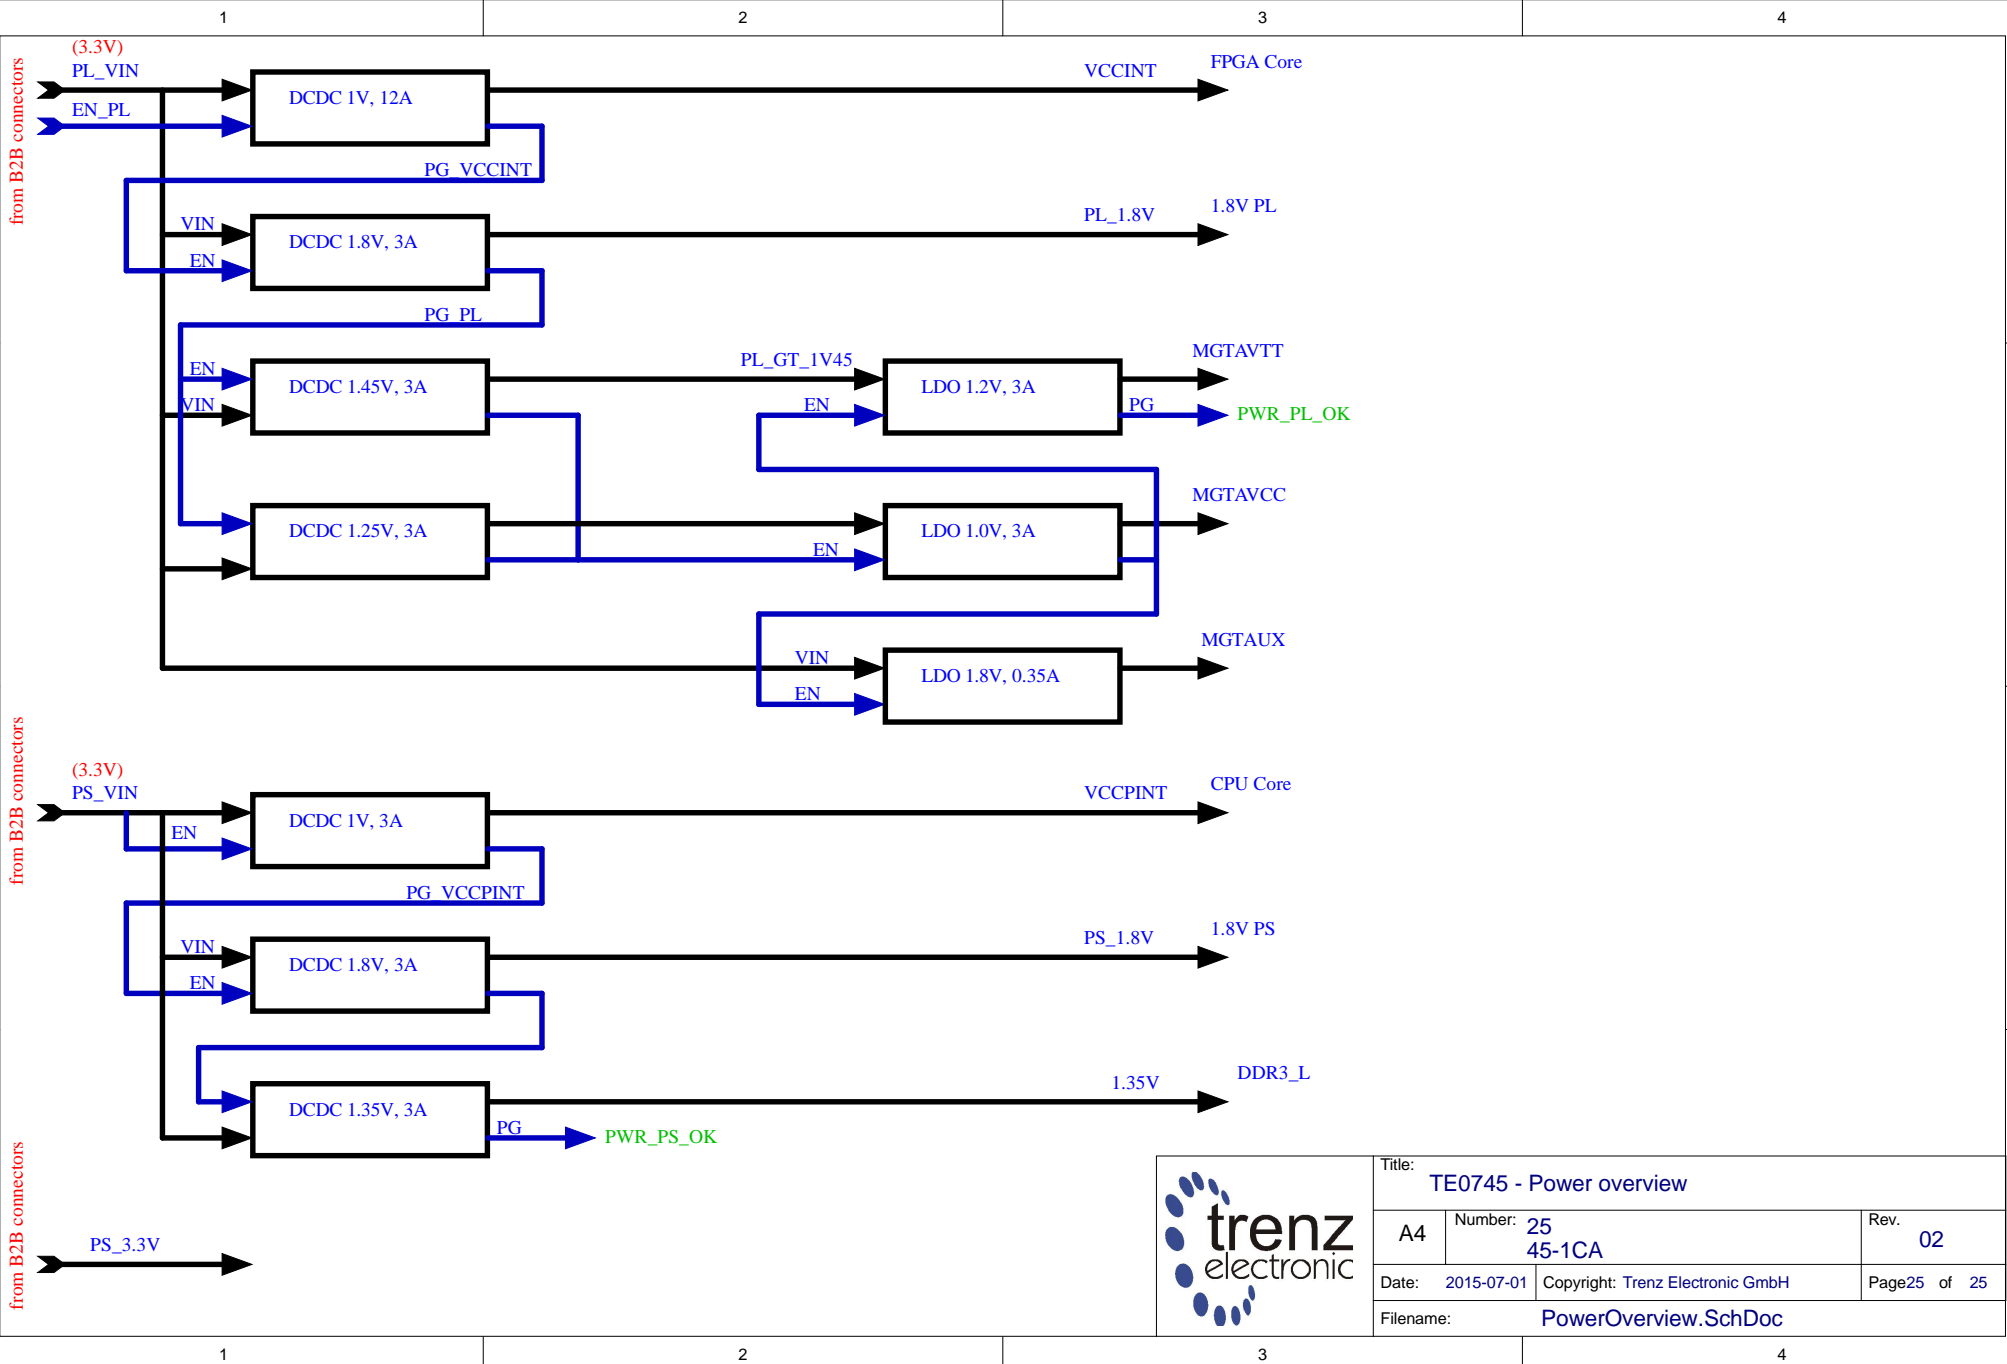 1 2 3 4
from B2B connectors
(3.3V)
PL_VIN
EN_PL
DCDC 1V, 12A
VCCINT
FPGA Core
PG_VCCINT
VIN
EN
DCDC 1.8V, 3A
PL_1.8V
1.8V PL
PG_PL
EN
VIN
DCDC 1.45V, 3A
PL_GT_1V45
EN
LDO 1.2V, 3A
MGTAVTT
PG
PWR_PL_OK
DCDC 1.25V, 3A
EN
LDO 1.0V, 3A
MGTAVCC
VIN
EN
LDO 1.8V, 0.35A
MGTAUX
from B2B connectors
(3.3V)
PS_VIN
EN
DCDC 1V, 3A
VCCPINT
CPU Core
PG_VCCPINT
VIN
EN
DCDC 1.8V, 3A
PS_1.8V
1.8V PS
DCDC 1.35V, 3A
1.35V
DDR3_L
PG
PWR_PS_OK
from B2B connectors
PS_3.3V
trenz
electronic
Title:
TE0745 - Power overview
A4
Number: 25
45-1CA
Rev.
02
Date: 2015-07-01
Copyright: Trenz Electronic GmbH
Page25 of 25
Filename: PowerOverview.SchDoc
1 2 3 4